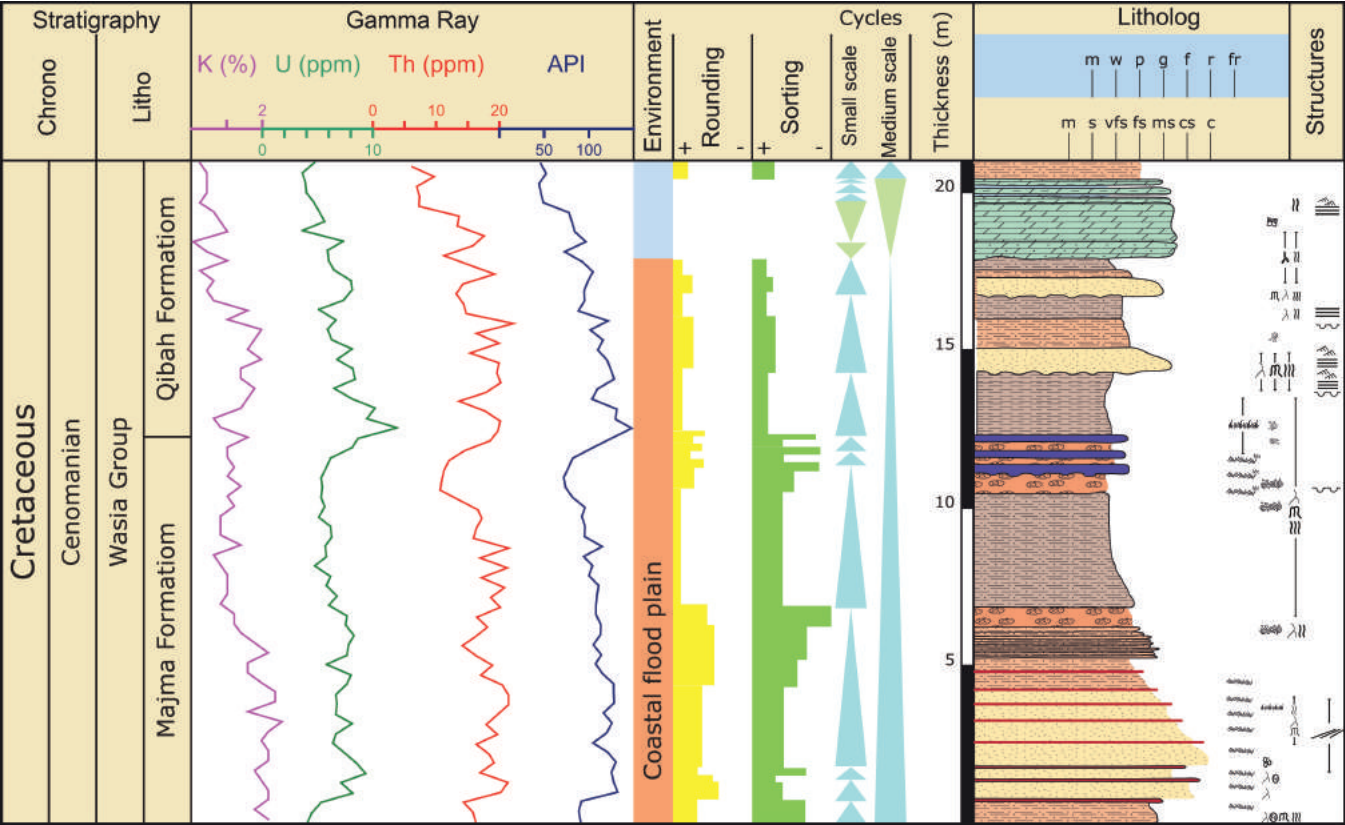 Stratigraphy
Gamma Ray
Cycles
Litholog
Chrono
Litho
K (%)
U (ppm)
Th (ppm)
API
Environment
Rounding
Sorting
Small scale
Medium scale
Thickness (m)
Structures
m w p g f r fr
m s vfs fs ms cs c
2
0 10 20
0 10
50 100
+ -
+ -
Cretaceous
Cenomanian
Wasia Group
Qibah Formation
Majma Formatiom
Coastal flood plain
20
15
10
5